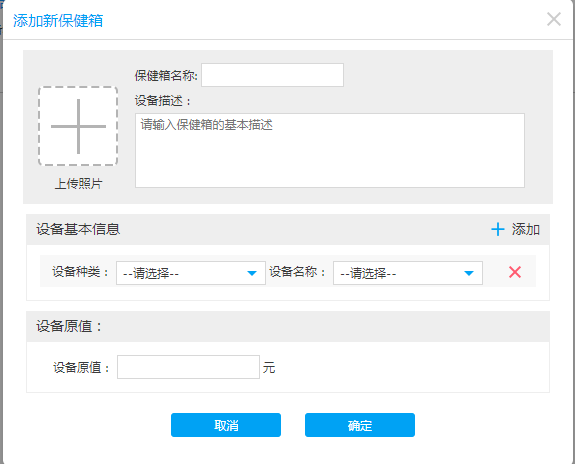 添加新保健箱
保健箱名称:
设备描述：
请输入保健箱的基本描述
上传照片
设备基本信息
添加
设备种类： --请选择-- 设备名称： --请选择--
设备原值：
设备原值： 元
取消 确定